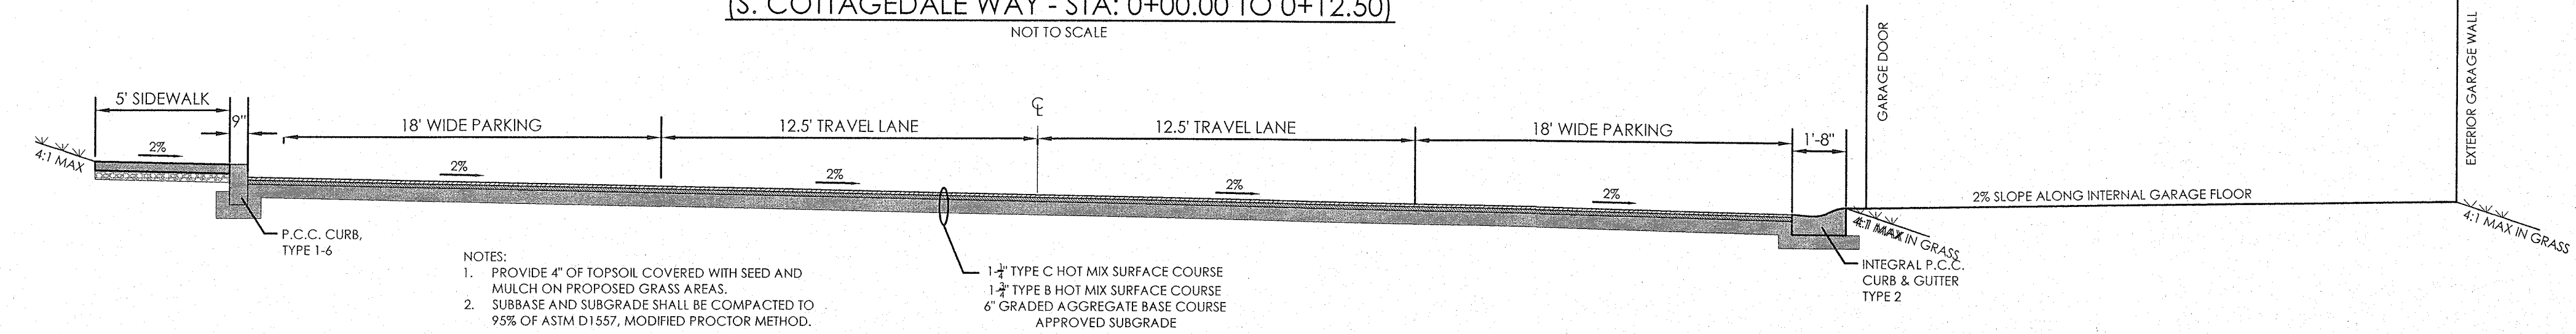 (S. COTTAGEDALE WAY - STA: 0+00.00 TO 0+12.50)
NOT TO SCALE
GARAGE DOOR
EXTERIOR GARAGE WALL
5' SIDEWALK
9"
18' WIDE PARKING
12.5' TRAVEL LANE
℄
12.5' TRAVEL LANE
18' WIDE PARKING
1'-8"
4:1 MAX
2%
2%
2%
2%
2%
2% SLOPE ALONG INTERNAL GARAGE FLOOR
4:1 MAX IN GRASS
4:1 MAX IN GRASS
P.C.C. CURB,
TYPE 1-6
INTEGRAL P.C.C.
CURB & GUTTER
TYPE 2
NOTES:
1. PROVIDE 4" OF TOPSOIL COVERED WITH SEED AND
MULCH ON PROPOSED GRASS AREAS.
2. SUBBASE AND SUBGRADE SHALL BE COMPACTED TO
95% OF ASTM D1557, MODIFIED PROCTOR METHOD.
1-1/4" TYPE C HOT MIX SURFACE COURSE
1-3/4" TYPE B HOT MIX SURFACE COURSE
6" GRADED AGGREGATE BASE COURSE
APPROVED SUBGRADE